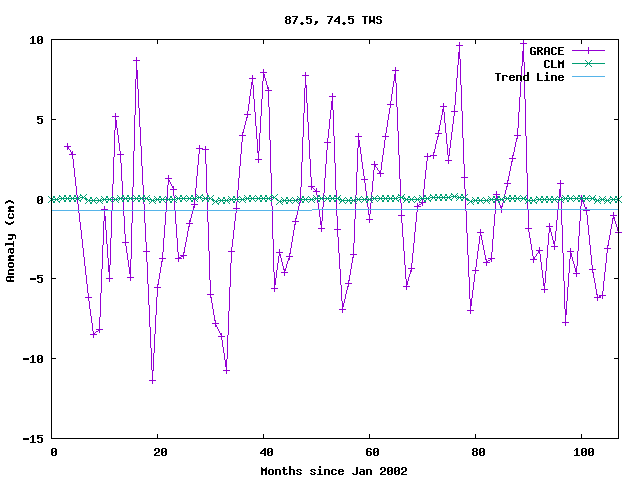 87.5, 74.5 TWS
10
5
0
-5
-10
-15
Anomaly (cm)
GRACE
CLM
Trend Line
0 20 40 60 80 100
Months since Jan 2002